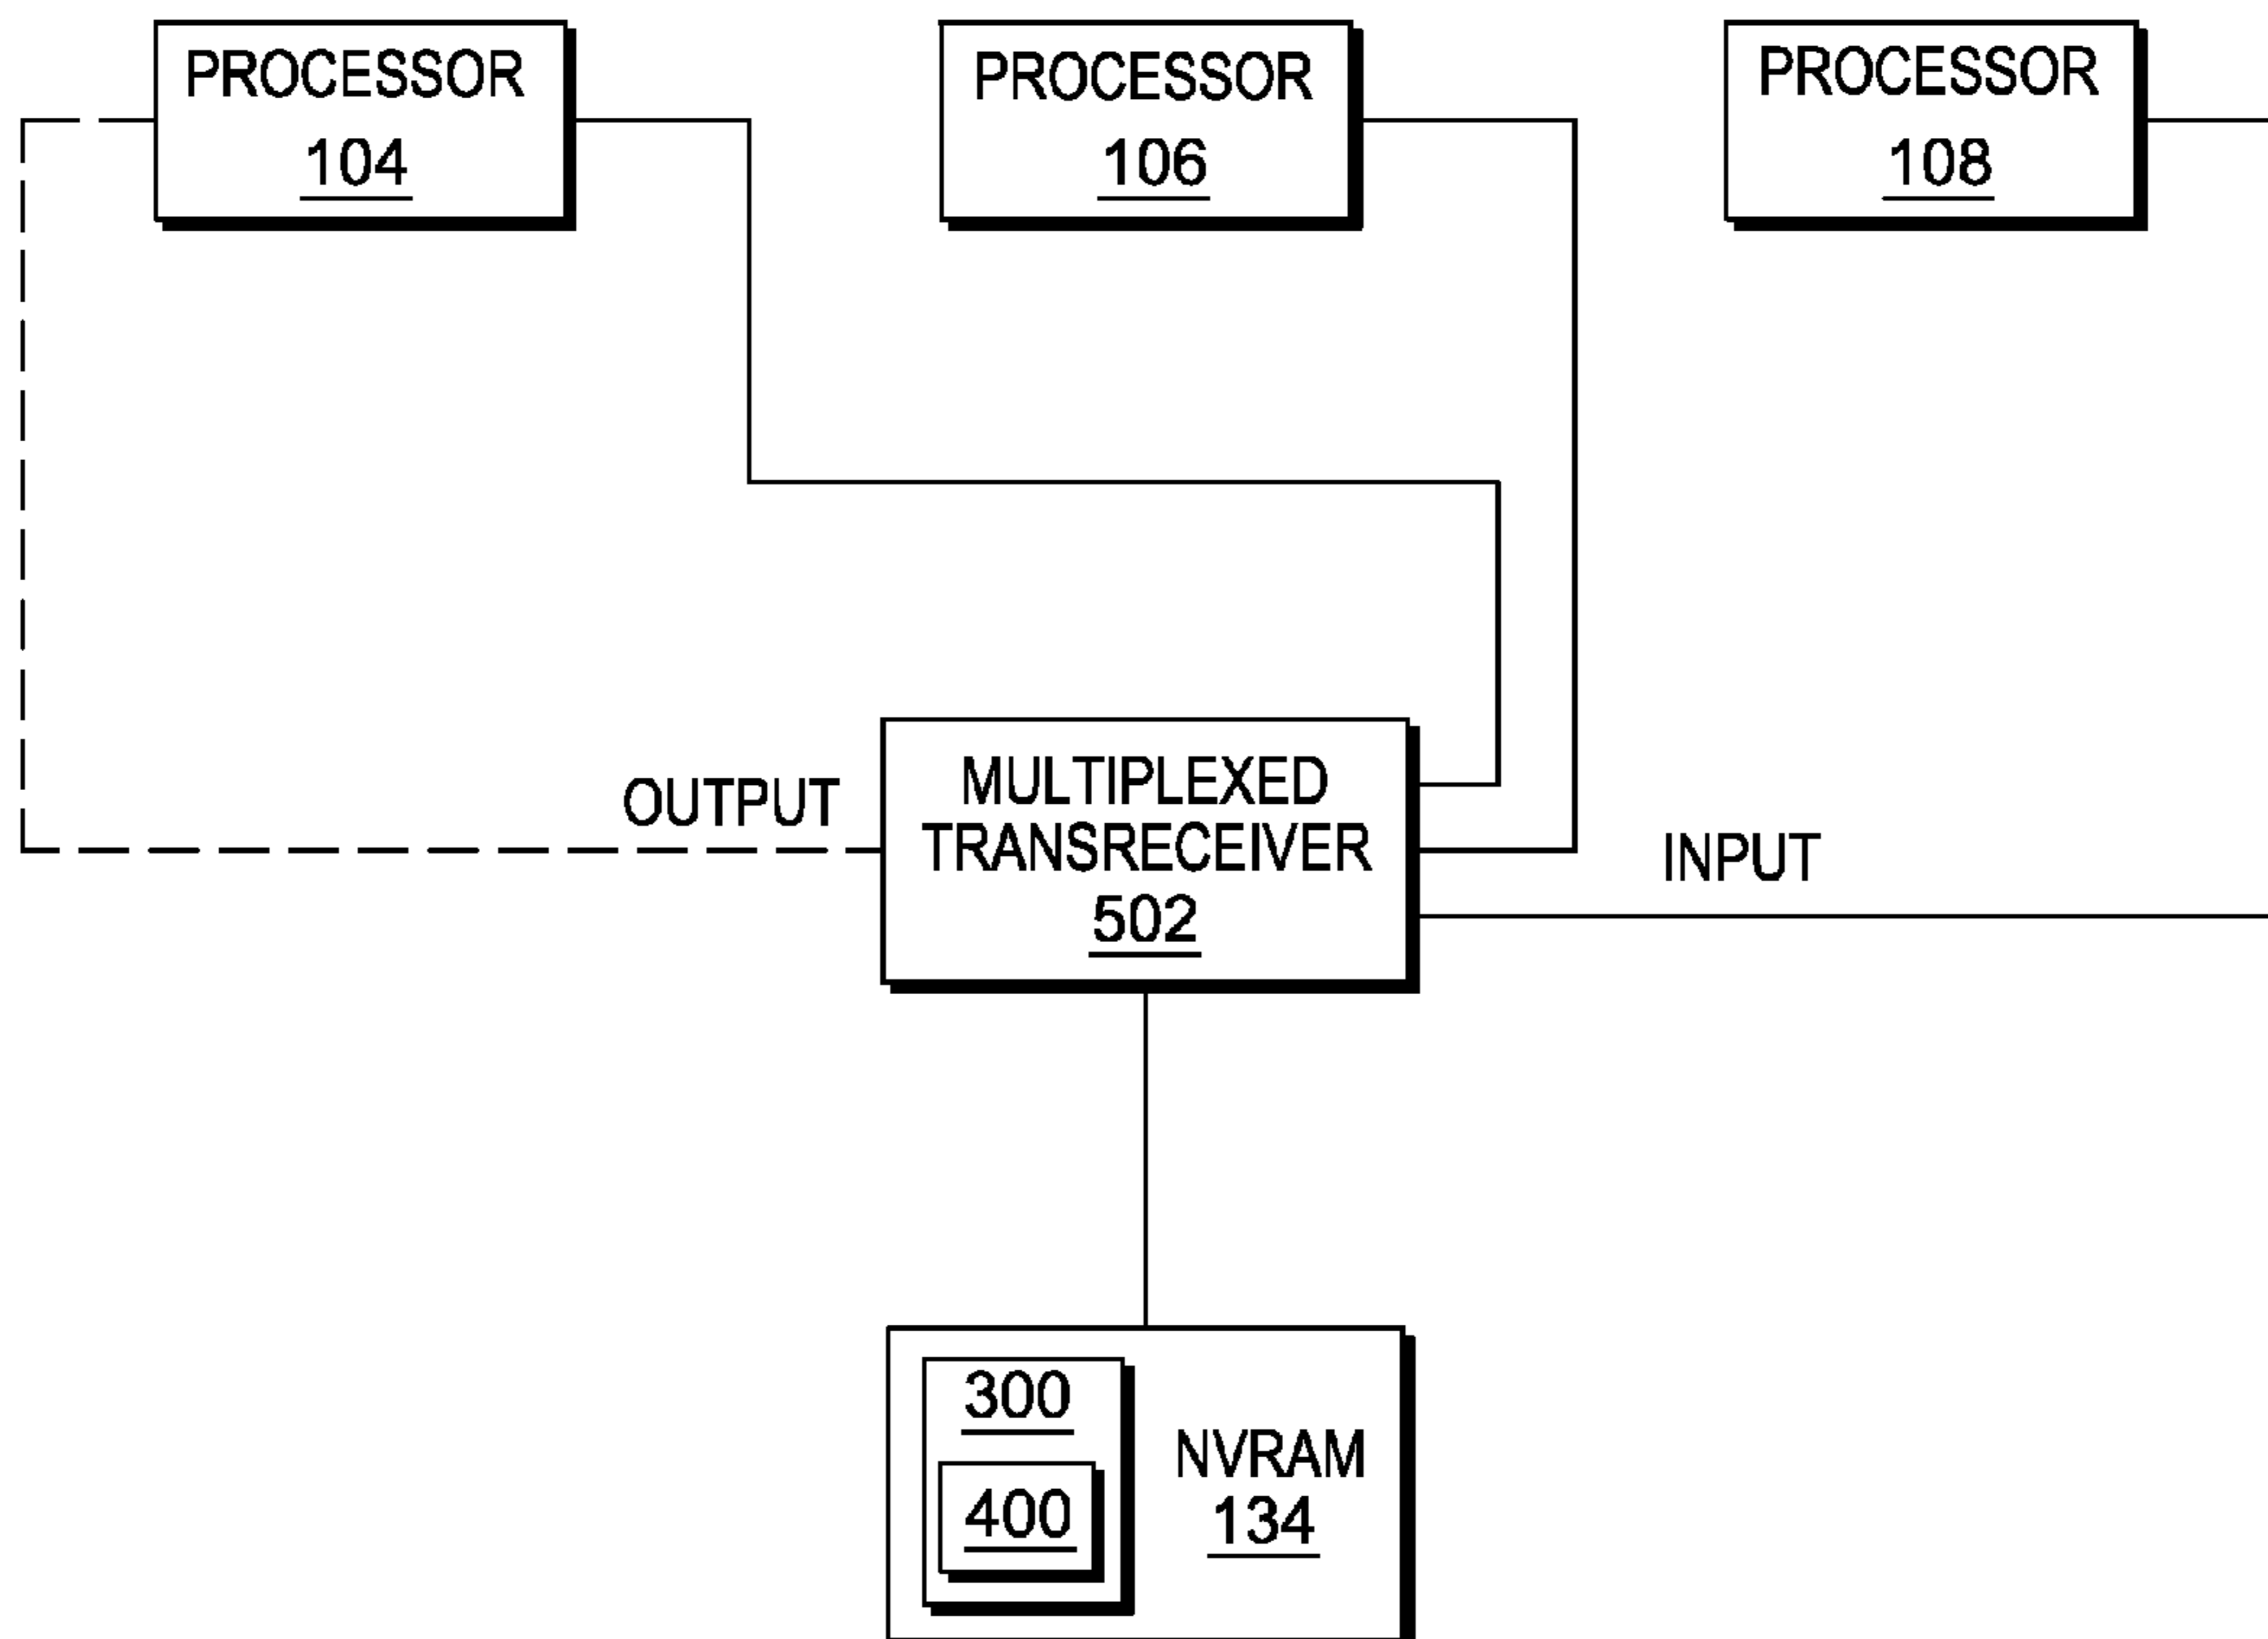 PROCESSOR
104
PROCESSOR
106
PROCESSOR
108
OUTPUT
MULTIPLEXED
TRANSRECEIVER
502
INPUT
300
400
NVRAM
134